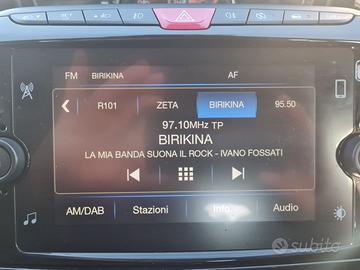 FM BIRIKINA AF
R101 ZETA BIRIKINA 95.50
97.10MHz TP
BIRIKINA
LA MIA BANDA SUONA IL ROCK - IVANO FOSSATI
AM/DAB Stazioni Info Audio
subito